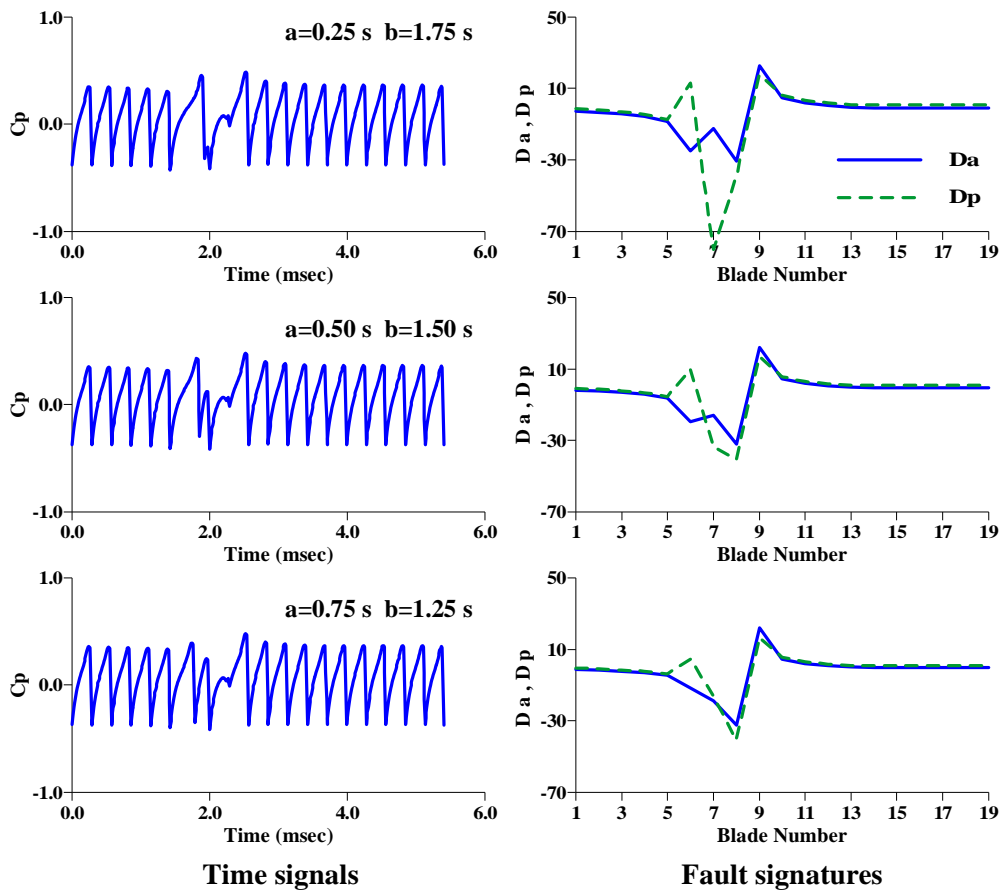 1.0
a=0.25 s b=1.75 s
Cp
0.0
-1.0
0.0 2.0 4.0 6.0
Time (msec)
50
10
-30
-70
Da, Dp
Da
Dp
1 3 5 7 9 11 13 15 17 19
Blade Number
1.0
a=0.50 s b=1.50 s
Cp
0.0
-1.0
0.0 2.0 4.0 6.0
Time (msec)
50
10
-30
-70
Da, Dp
1 3 5 7 9 11 13 15 17 19
Blade Number
1.0
a=0.75 s b=1.25 s
Cp
0.0
-1.0
0.0 2.0 4.0 6.0
Time (msec)
50
10
-30
-70
Da, Dp
1 3 5 7 9 11 13 15 17 19
Blade Number
Time signals
Fault signatures